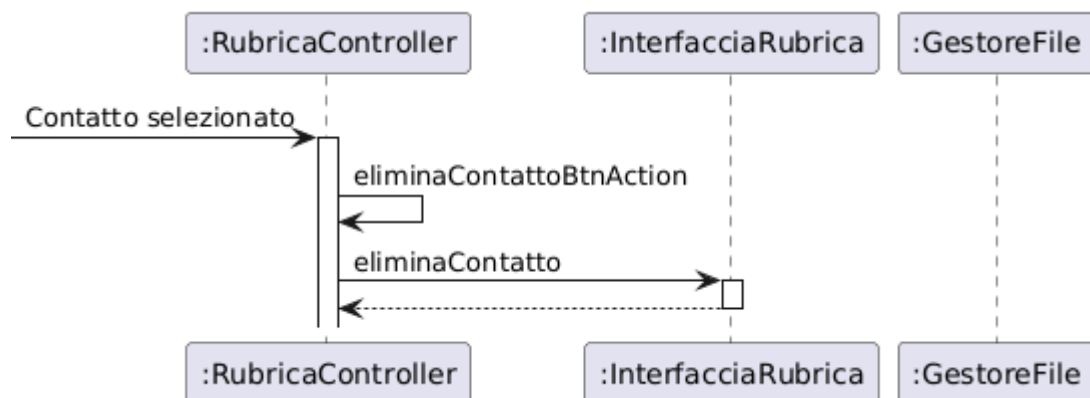 :RubricaController
:InterfacciaRubrica
:GestoreFile
Contatto selezionato
eliminaContattoBtnAction
eliminaContatto
:RubricaController
:InterfacciaRubrica
:GestoreFile